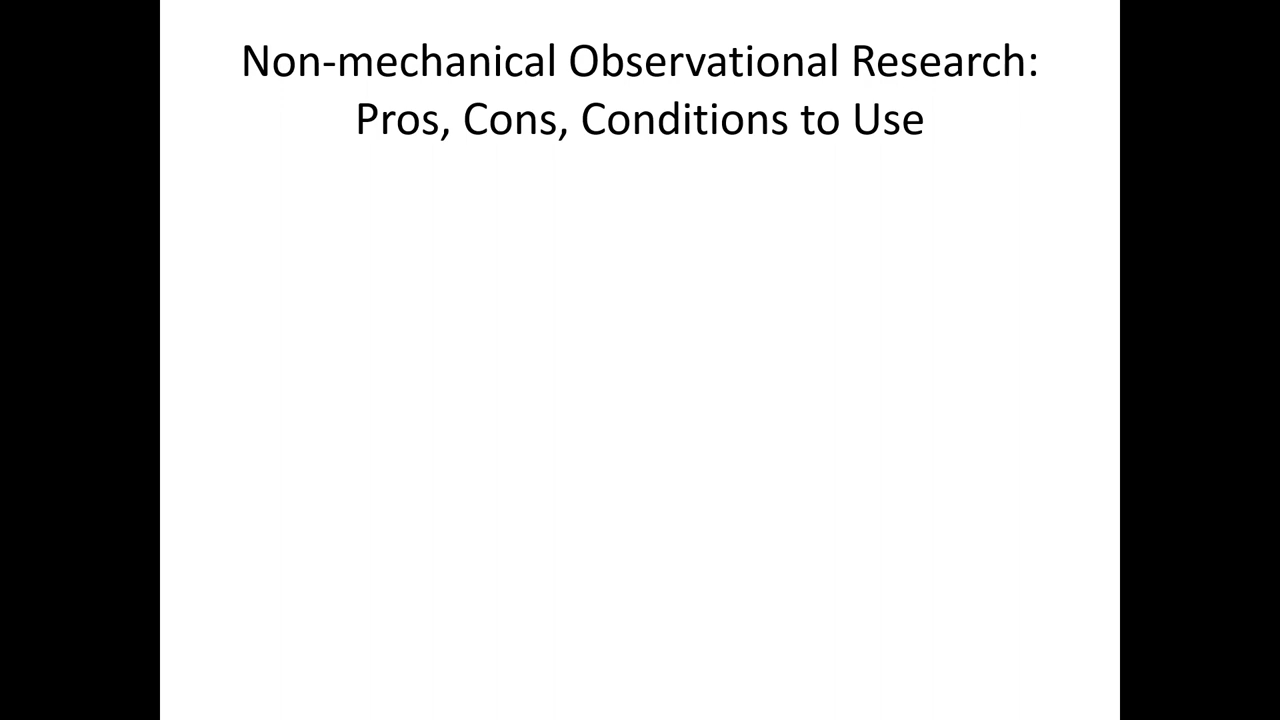 Non-mechanical Observational Research:
Pros, Cons, Conditions to Use